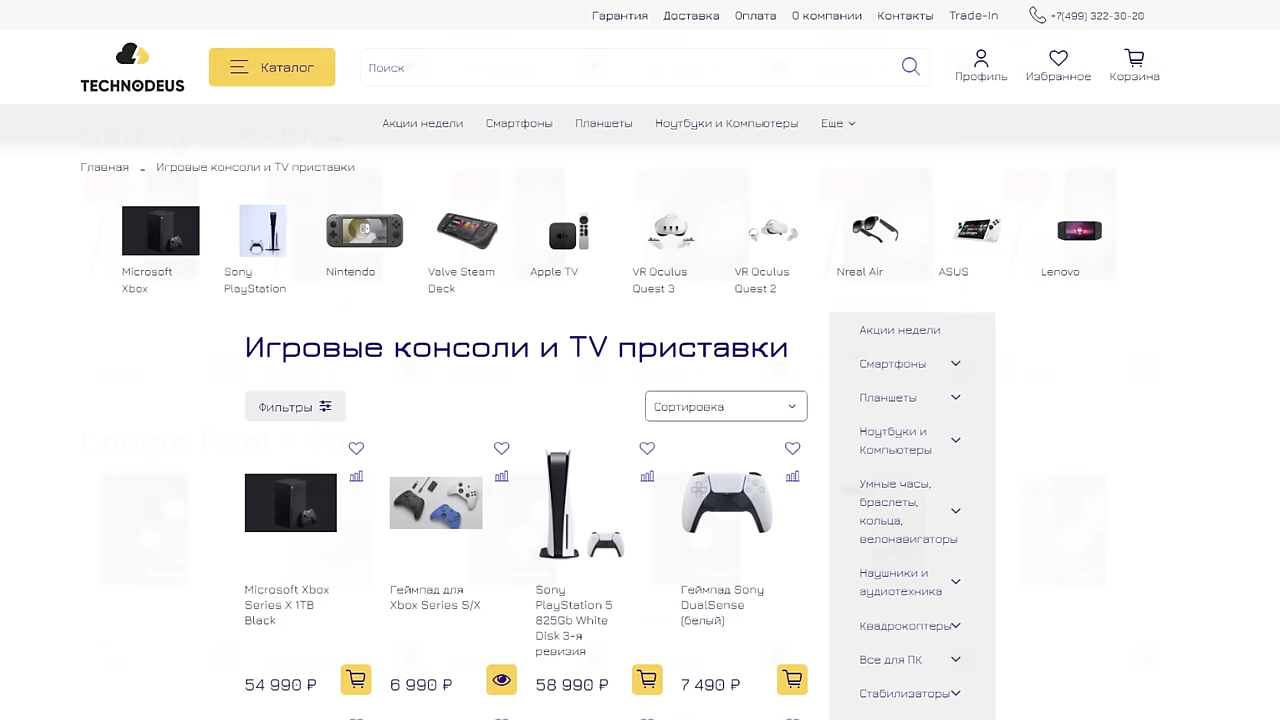 Гарантия Доставка Оплата О компании Контакты Trade-In +7(499) 322-30-20
TECHNODEUS
Каталог
Поиск
Профиль
Избранное
Корзина
Акции недели Смартфоны Планшеты Ноутбуки и Компьютеры Еще
Главная - Игровые консоли и TV приставки
Microsoft
Xbox
Sony
PlayStation
Nintendo
Valve Steam
Deck
Apple TV
VR Oculus
Quest 3
VR Oculus
Quest 2
Nreal Air
ASUS
Lenovo
Игровые консоли и TV приставки
Фильтры
Сортировка
Microsoft Xbox
Series X 1TB
Black
54 990 ₽
Геймпад для
Xbox Series S/X
6 990 ₽
Sony
PlayStation 5
825Gb White
Disk 3-я
ревизия
58 990 ₽
Геймпад Sony
DualSense
(белый)
7 490 ₽
Акции недели
Смартфоны
Планшеты
Ноутбуки и
Компьютеры
Умные часы,
браслеты,
кольца,
велонавигаторы
Наушники и
аудиотехника
Квадрокоптеры
Все для ПК
Стабилизаторы